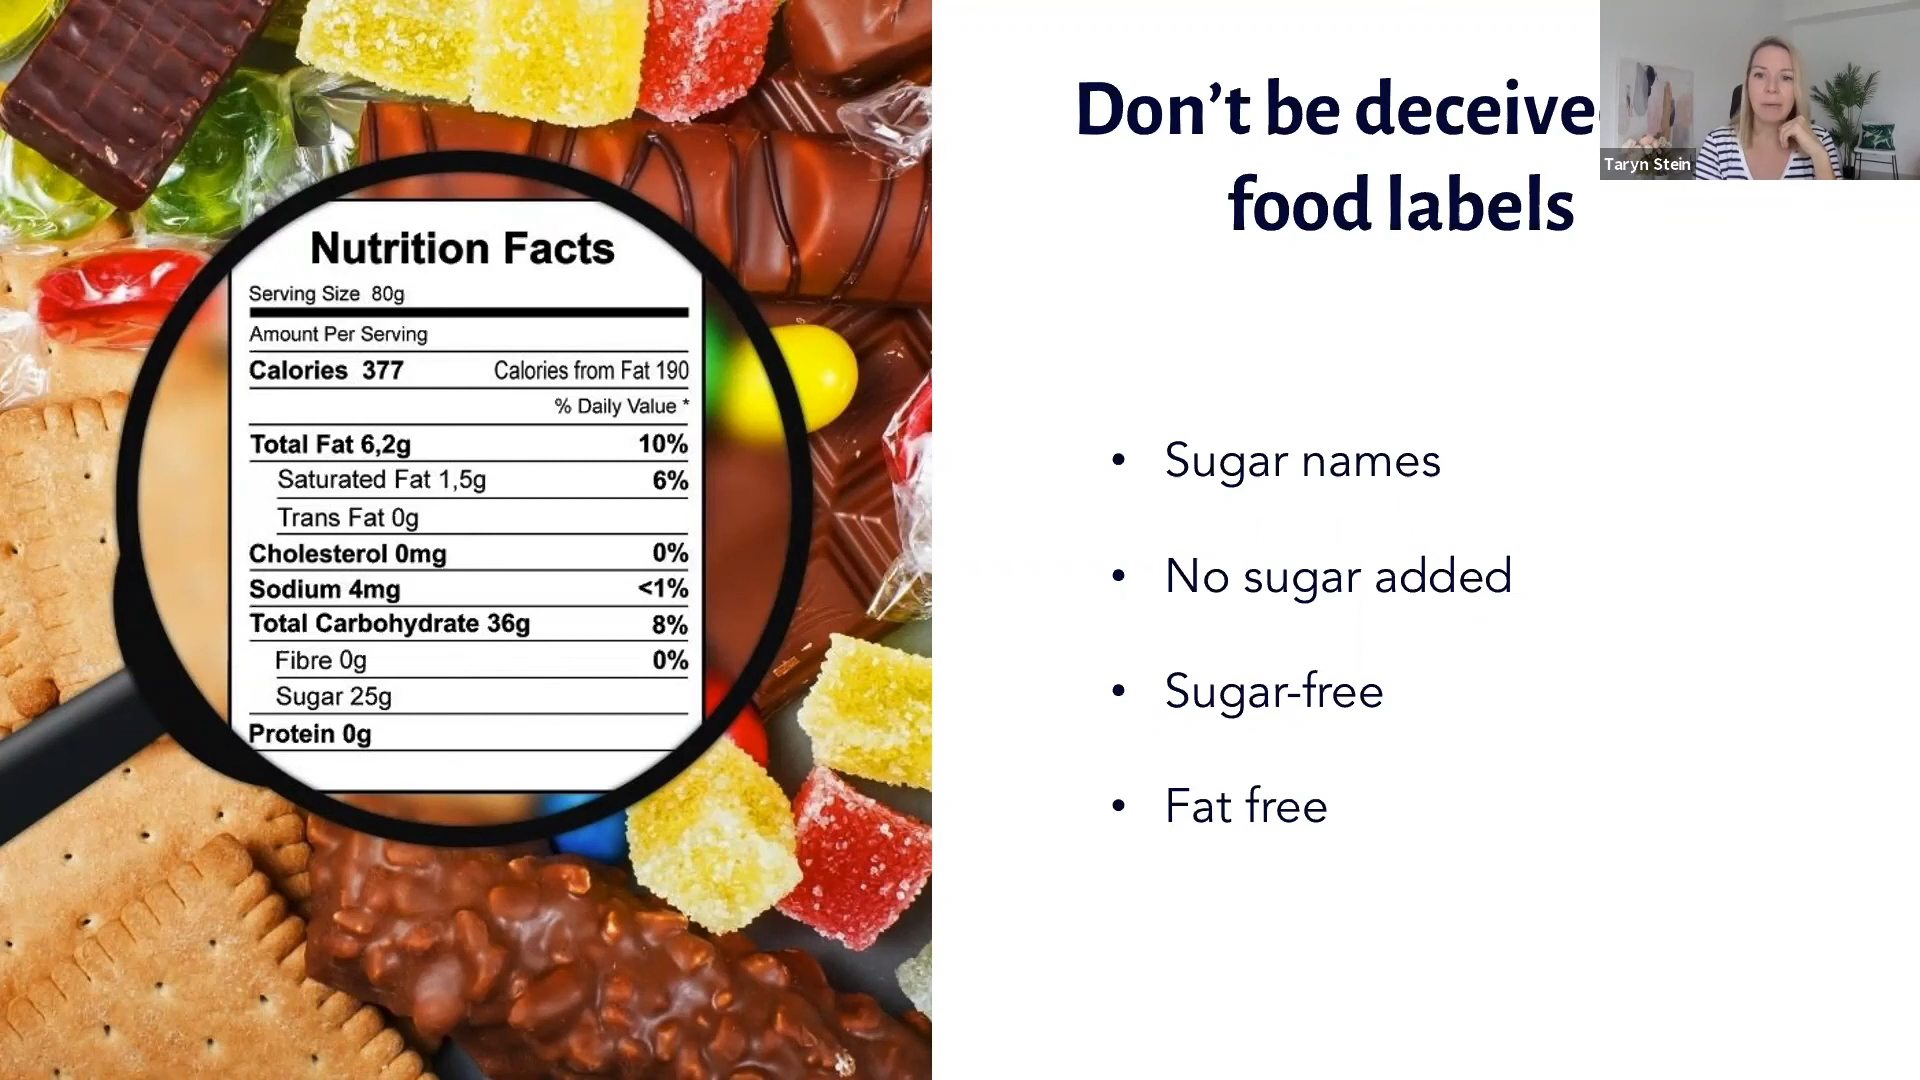 Don't be deceive
food labels
Taryn Stein
Nutrition Facts
Serving Size 80g
Amount Per Serving
Calories 377 Calories from Fat 190
% Daily Value *
Total Fat 6,2g 10%
Saturated Fat 1,5g 6%
Trans Fat 0g
Cholesterol 0mg 0%
Sodium 4mg <1%
Total Carbohydrate 36g 8%
Fibre 0g 0%
Sugar 25g
Protein 0g
• Sugar names
• No sugar added
• Sugar-free
• Fat free